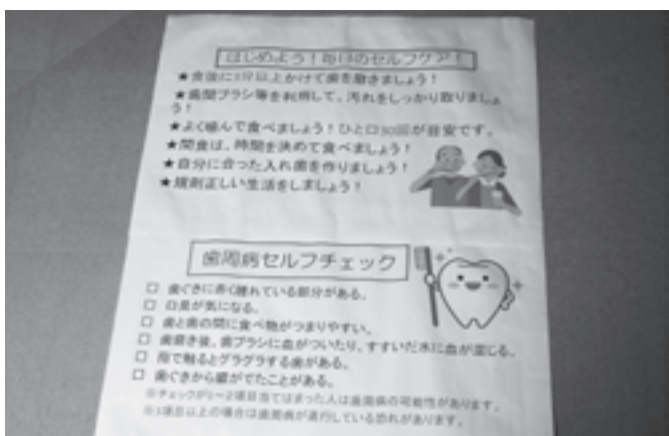 はじめよう！毎日のセルフケア！
★食後に3分以上かけて歯を磨きましょう！
★歯間ブラシ等を利用して、汚れをしっかり取りましょ
う！
★よく噛んで食べましょう！ひと口30回が目安です。
★間食は、時間を決めて食べましょう！
★自分に合った入れ歯を作りましょう！
★規則正しい生活をしましょう！
歯周病セルフチェック
□ 歯ぐきに赤く腫れている部分がある。
□ 口臭が気になる。
□ 歯と歯の間に食べ物がつまりやすい。
□ 歯磨き後、歯ブラシに血がついたり、すすいだ水に血が混じる。
□ 指で触るとグラグラする歯がある。
□ 歯ぐきから膿がでたことがある。
※チェックが1〜2項目当てはまった人は歯周病の可能性があります。
※3項目以上の場合は歯周病が進行している恐れがあります。